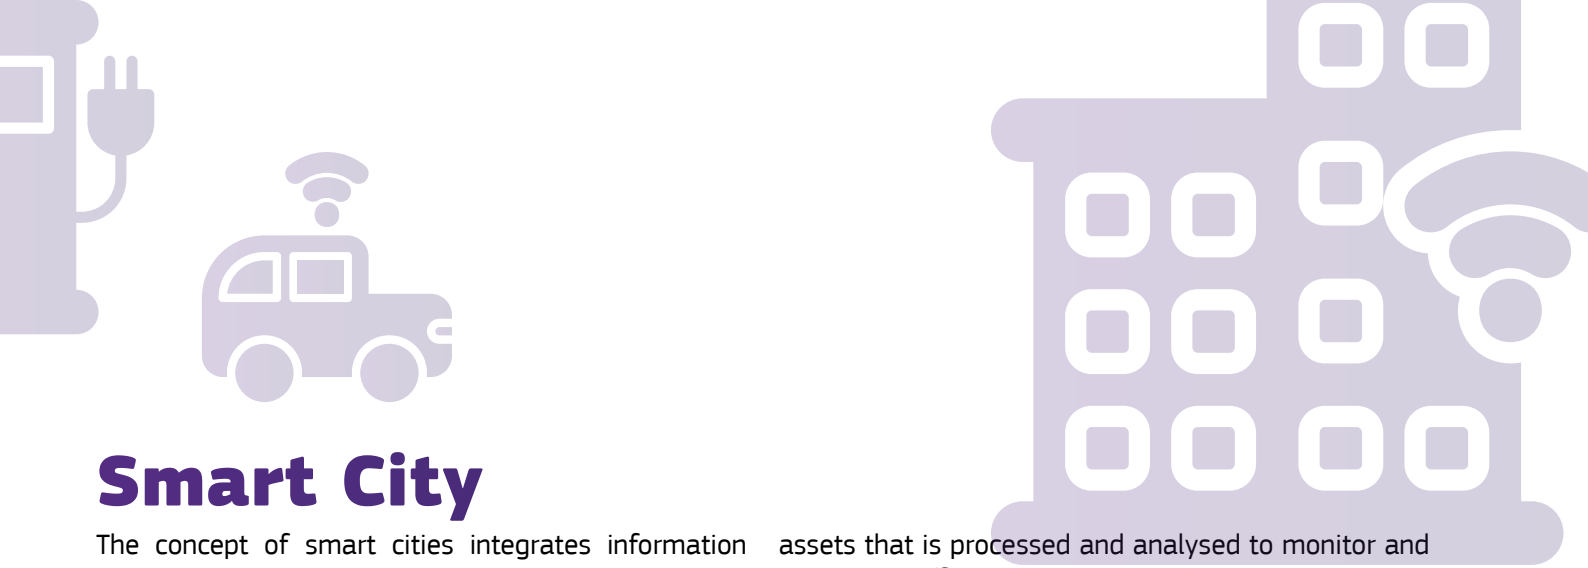 Smart City
The concept of smart cities integrates information
assets that is processed and analysed to monitor and